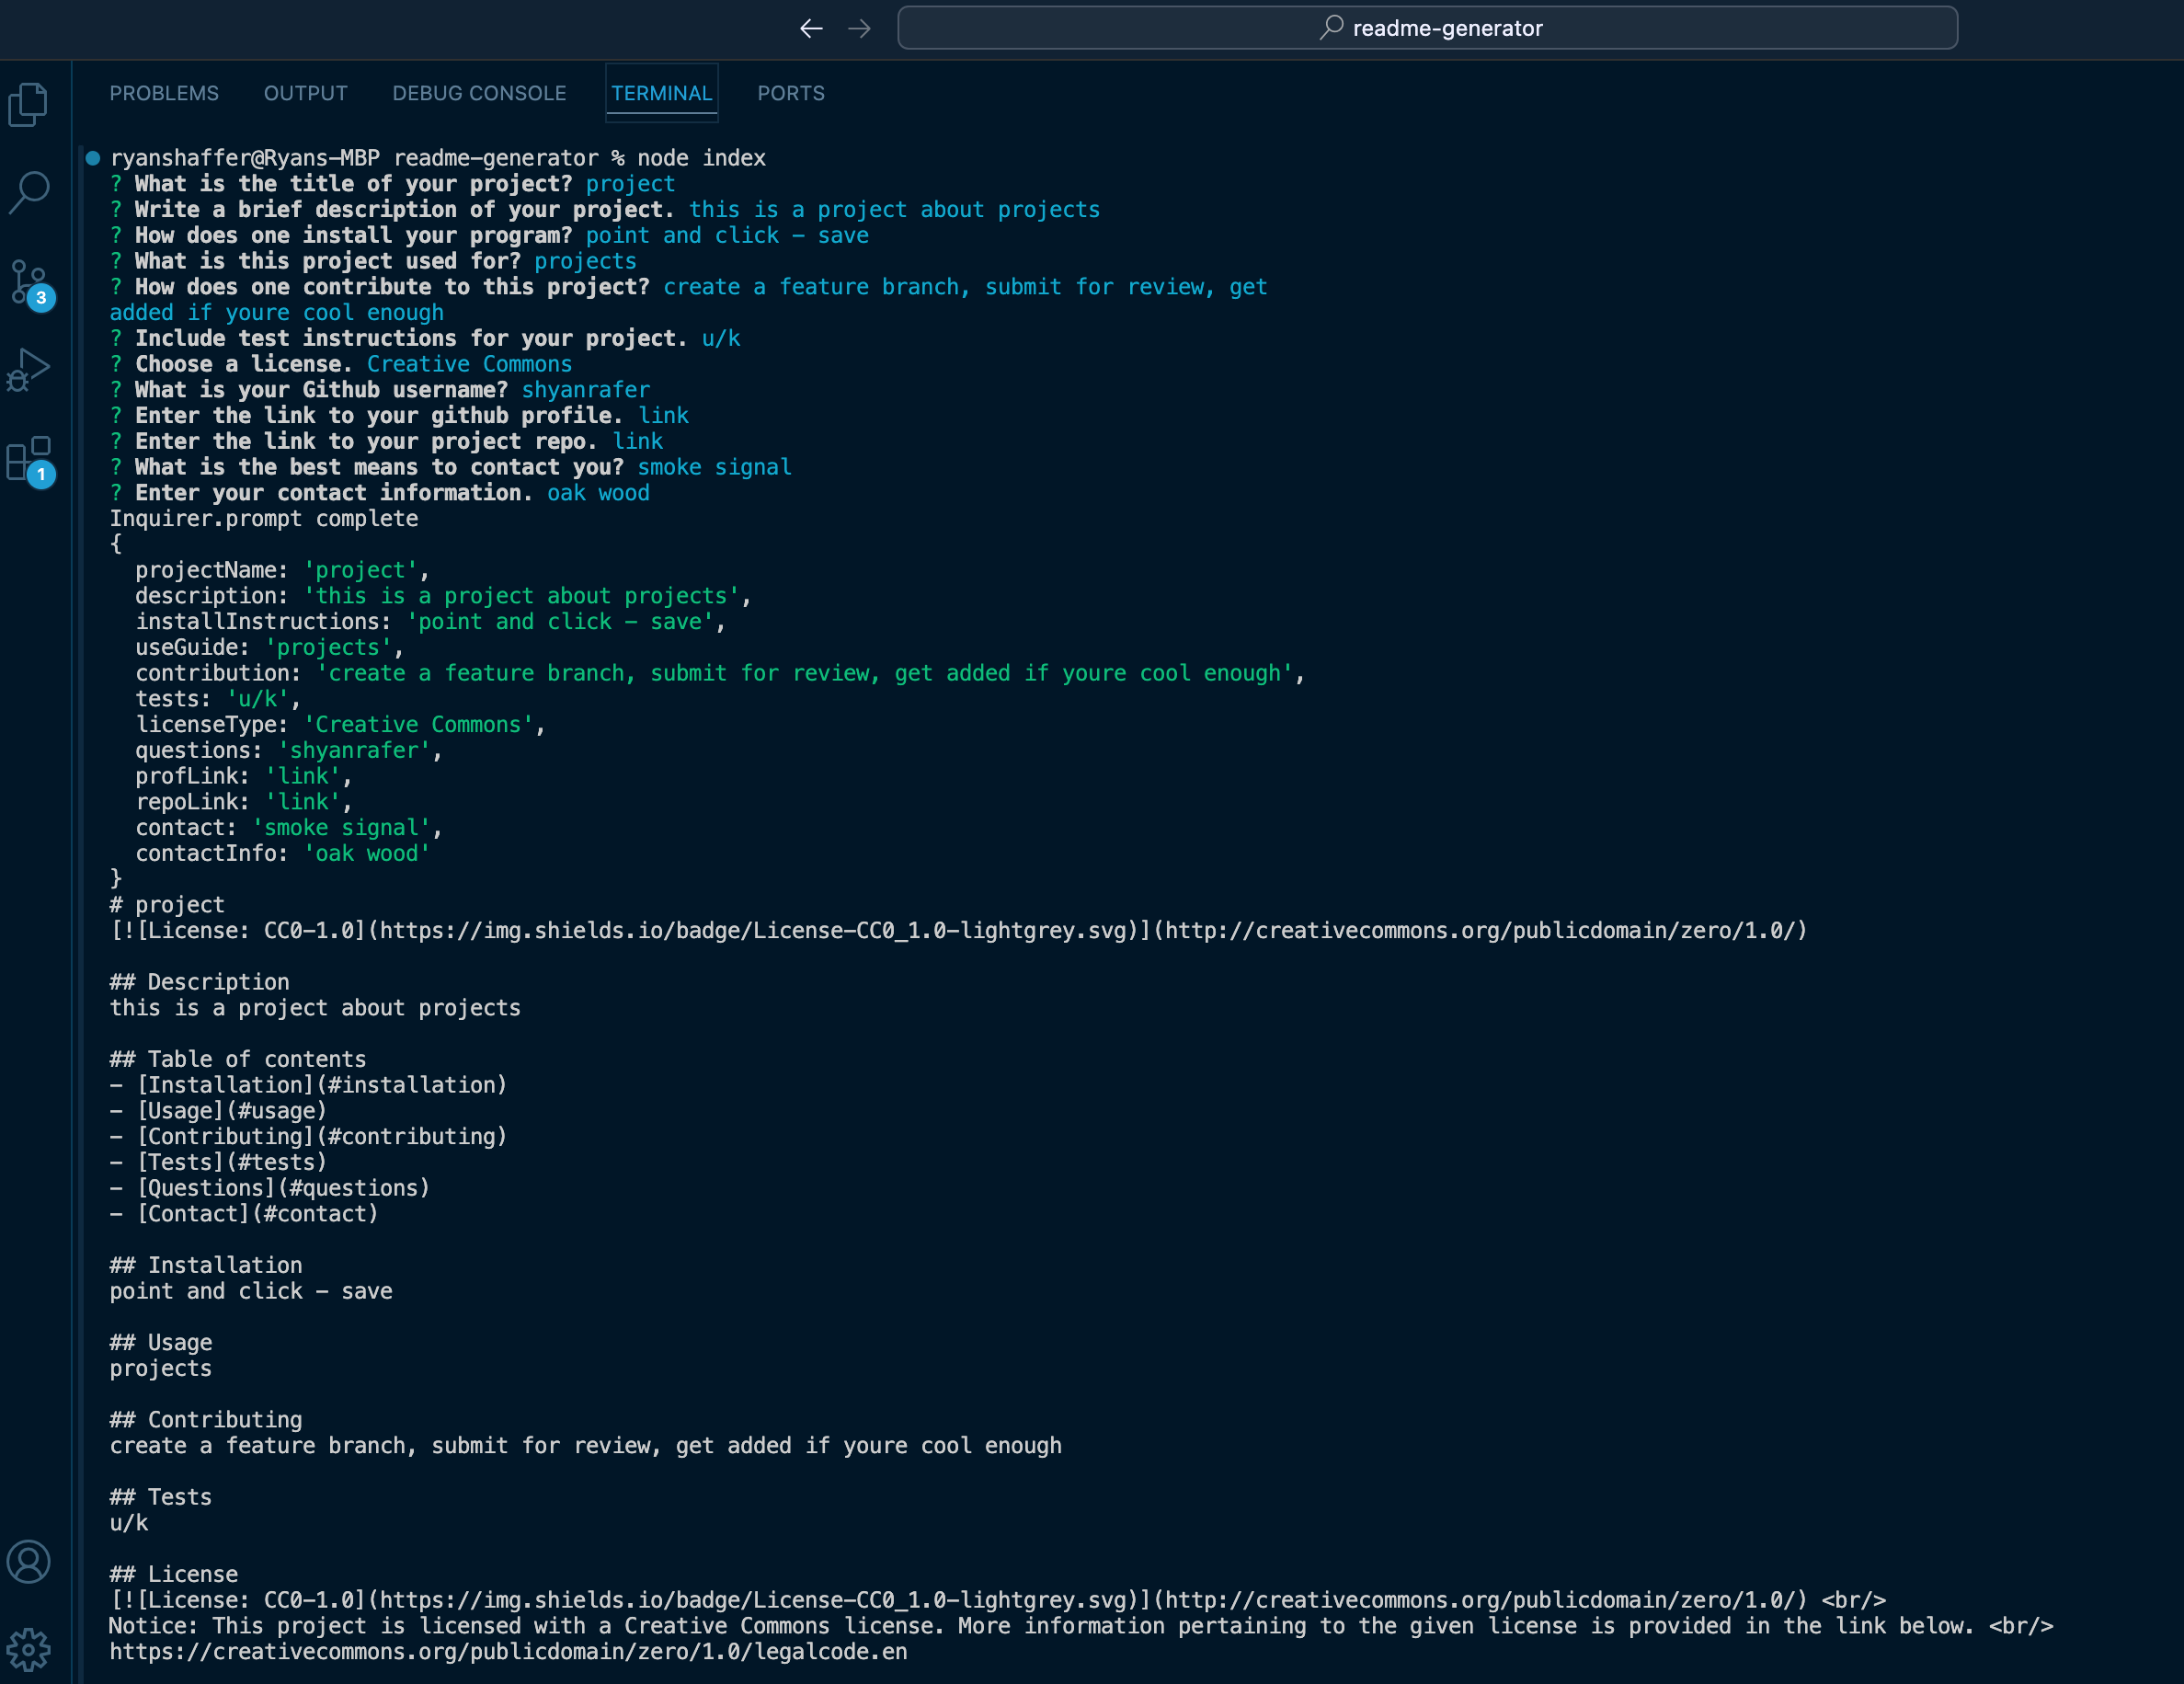 readme-generator
PROBLEMS OUTPUT DEBUG CONSOLE TERMINAL PORTS
ryanshaffer@Ryans-MBP readme-generator % node index
? What is the title of your project? project
? Write a brief description of your project. this is a project about projects
? How does one install your program? point and click - save
? What is this project used for? projects
? How does one contribute to this project? create a feature branch, submit for review, get
added if youre cool enough
? Include test instructions for your project. u/k
? Choose a license. Creative Commons
? What is your Github username? shyanrafer
? Enter the link to your github profile. link
? Enter the link to your project repo. link
? What is the best means to contact you? smoke signal
? Enter your contact information. oak wood
Inquirer.prompt complete
{
  projectName: 'project',
  description: 'this is a project about projects',
  installInstructions: 'point and click - save',
  useGuide: 'projects',
  contribution: 'create a feature branch, submit for review, get added if youre cool enough',
  tests: 'u/k',
  licenseType: 'Creative Commons',
  questions: 'shyanrafer',
  profLink: 'link',
  repoLink: 'link',
  contact: 'smoke signal',
  contactInfo: 'oak wood'
}
# project
[![License: CC0-1.0](https://img.shields.io/badge/License-CC0_1.0-lightgrey.svg)](http://creativecommons.org/publicdomain/zero/1.0/)
## Description
this is a project about projects
## Table of contents
- [Installation](#installation)
- [Usage](#usage)
- [Contributing](#contributing)
- [Tests](#tests)
- [Questions](#questions)
- [Contact](#contact)
## Installation
point and click - save
## Usage
projects
## Contributing
create a feature branch, submit for review, get added if youre cool enough
## Tests
u/k
## License
[![License: CC0-1.0](https://img.shields.io/badge/License-CC0_1.0-lightgrey.svg)](http://creativecommons.org/publicdomain/zero/1.0/) <br/>
Notice: This project is licensed with a Creative Commons license. More information pertaining to the given license is provided in the link below. <br/>
https://creativecommons.org/publicdomain/zero/1.0/legalcode.en
3
1